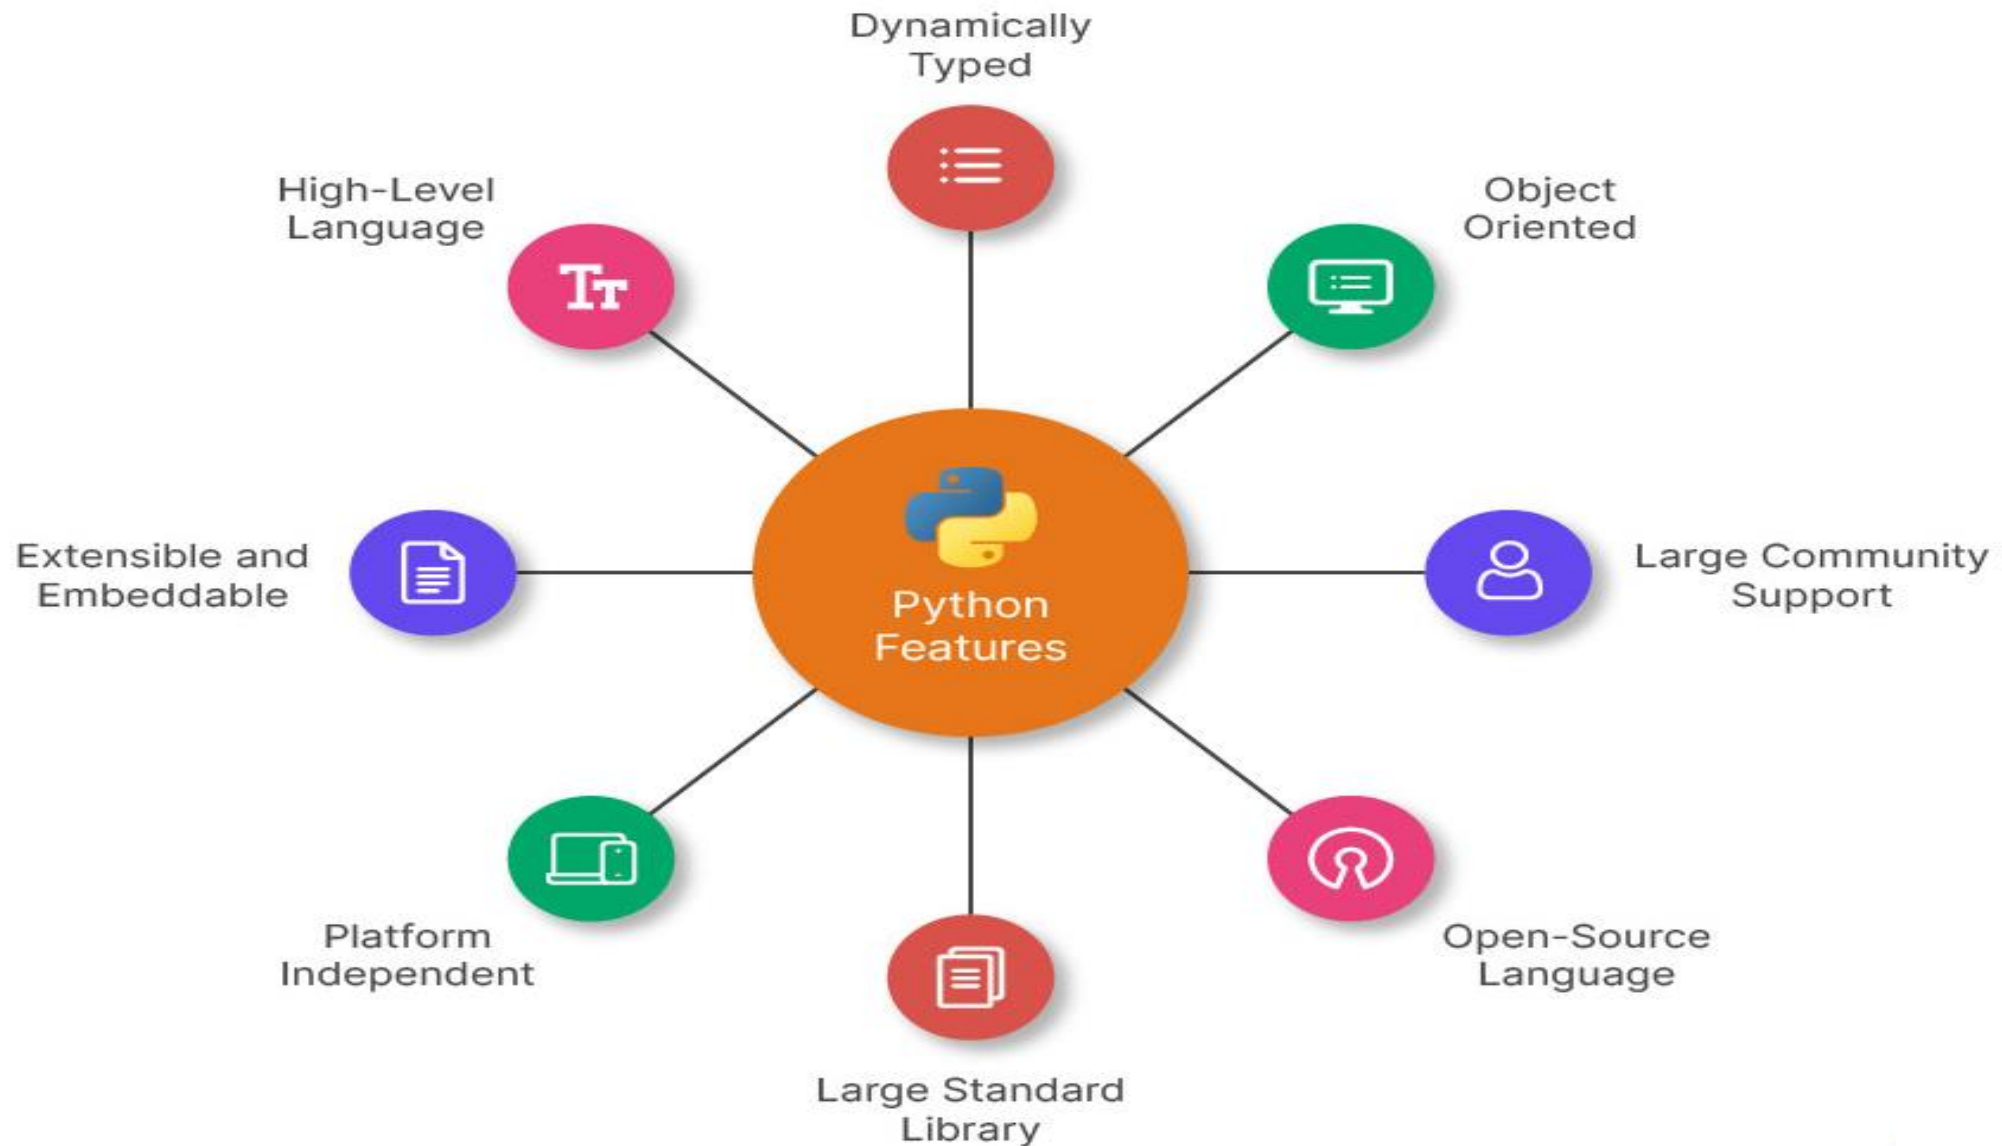 Dynamically
Typed
High-Level
Language
Object
Oriented
Extensible and
Embeddable
Python
Features
Large Community
Support
Platform
Independent
Open-Source
Language
Large Standard
Library